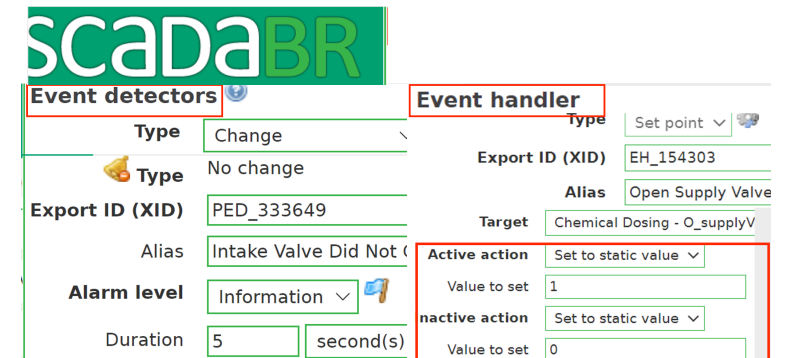 scadaBR
Event detectors
Type Change
Type No change
Export ID (XID) PED_333649
Alias Intake Valve Did Not
Alarm level Information
Duration 5 second(s)
Event handler
Type Set point
Export ID (XID) EH_154303
Alias Open Supply Valve
Target Chemical Dosing - O_supplyV
Active action Set to static value
Value to set 1
nactive action Set to static value
Value to set 0